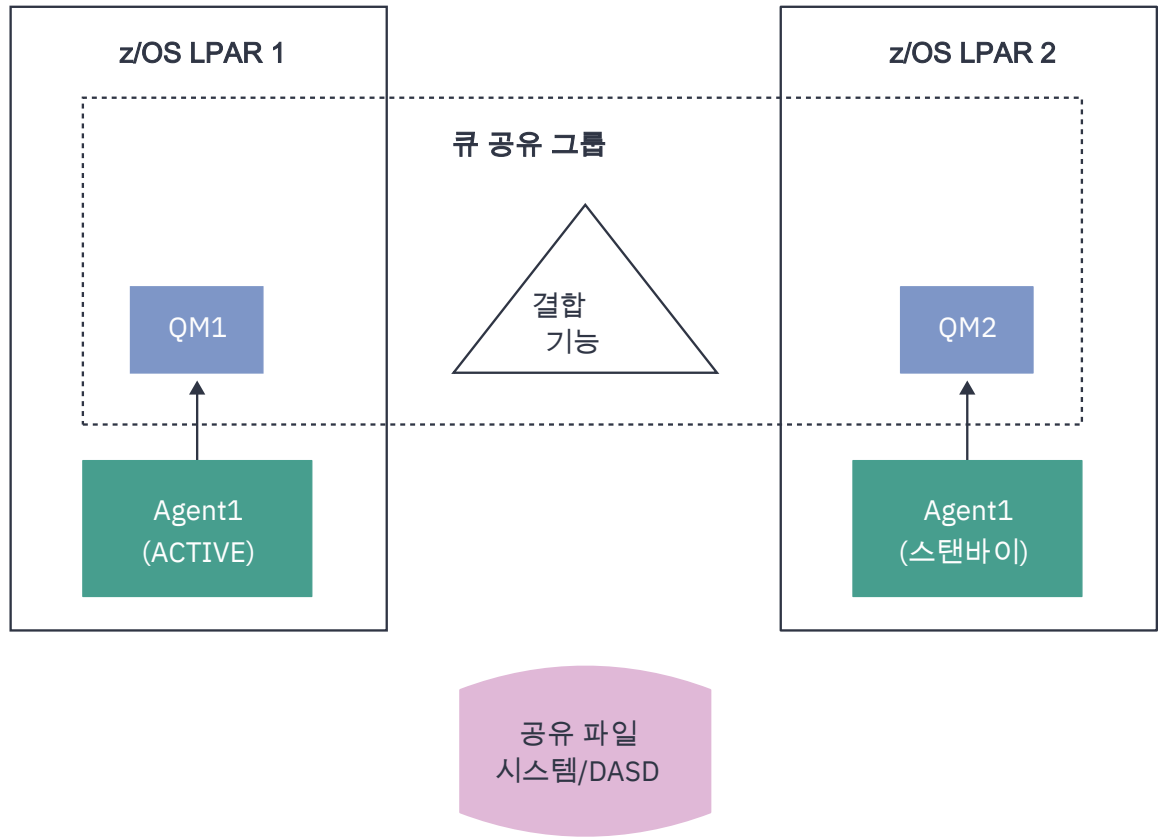 z/OS LPAR 1
z/OS LPAR 2
큐 공유 그룹
결합
기능
QM1
QM2
Agent1
(ACTIVE)
Agent1
(스탠바이)
공유 파일
시스템/DASD